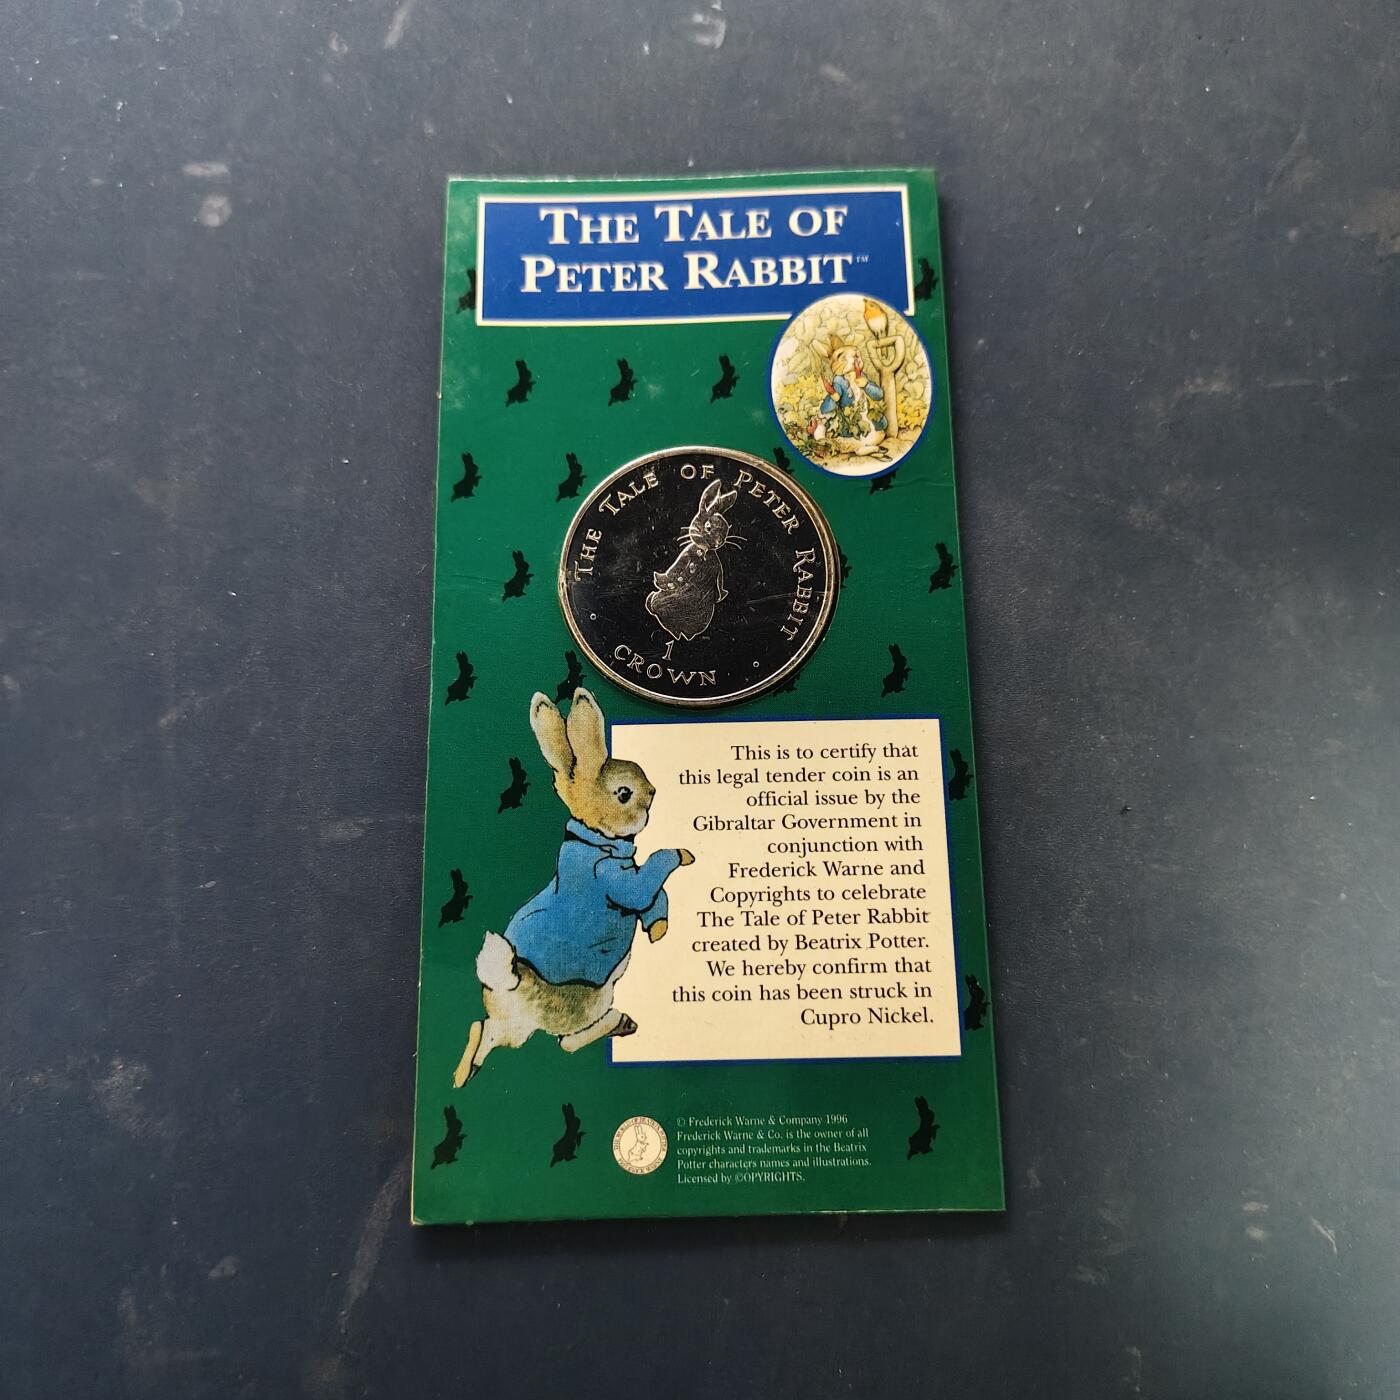 THE TALE OF
PETER RABBIT™
THE TALE OF PETER RABBIT
1
CROWN
This is to certify that
this legal tender coin is an
official issue by the
Gibraltar Government in
conjunction with
Frederick Warne and
Copyrights to celebrate
The Tale of Peter Rabbit
created by Beatrix Potter.
We hereby confirm that
this coin has been struck in
Cupro Nickel.
© Frederick Warne & Company 1996
Frederick Warne & Co. is the owner of all
copyrights and trademarks in the Beatrix
Potter characters names and illustrations.
Licensed by ©OPYRIGHTS.